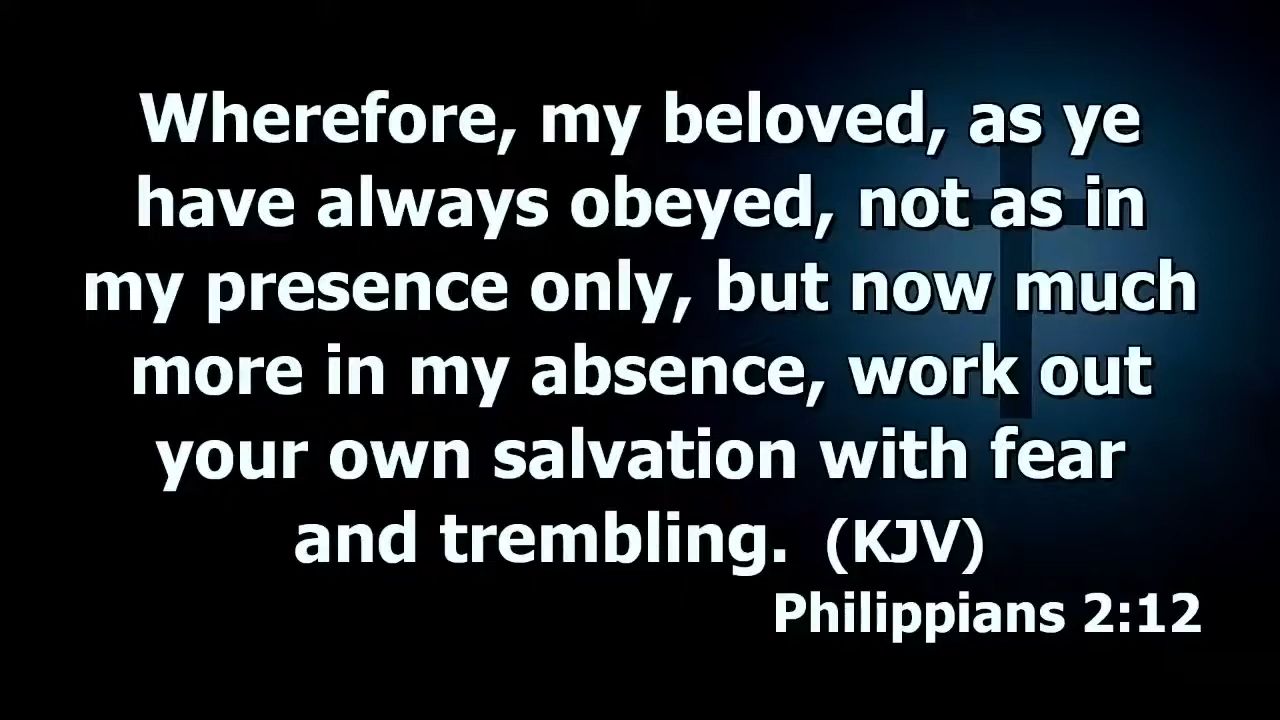 Wherefore, my beloved, as ye
have always obeyed, not as in
my presence only, but now much
more in my absence, work out
your own salvation with fear
and trembling. (KJV)
Philippians 2:12